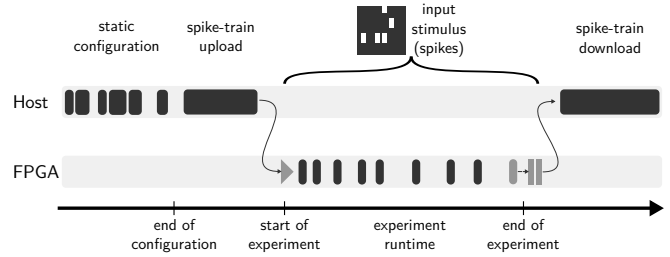 static
configuration
spike-train
upload
input
stimulus
(spikes)
spike-train
download
Host
FPGA
end of
configuration
start of
experiment
experiment
runtime
end of
experiment